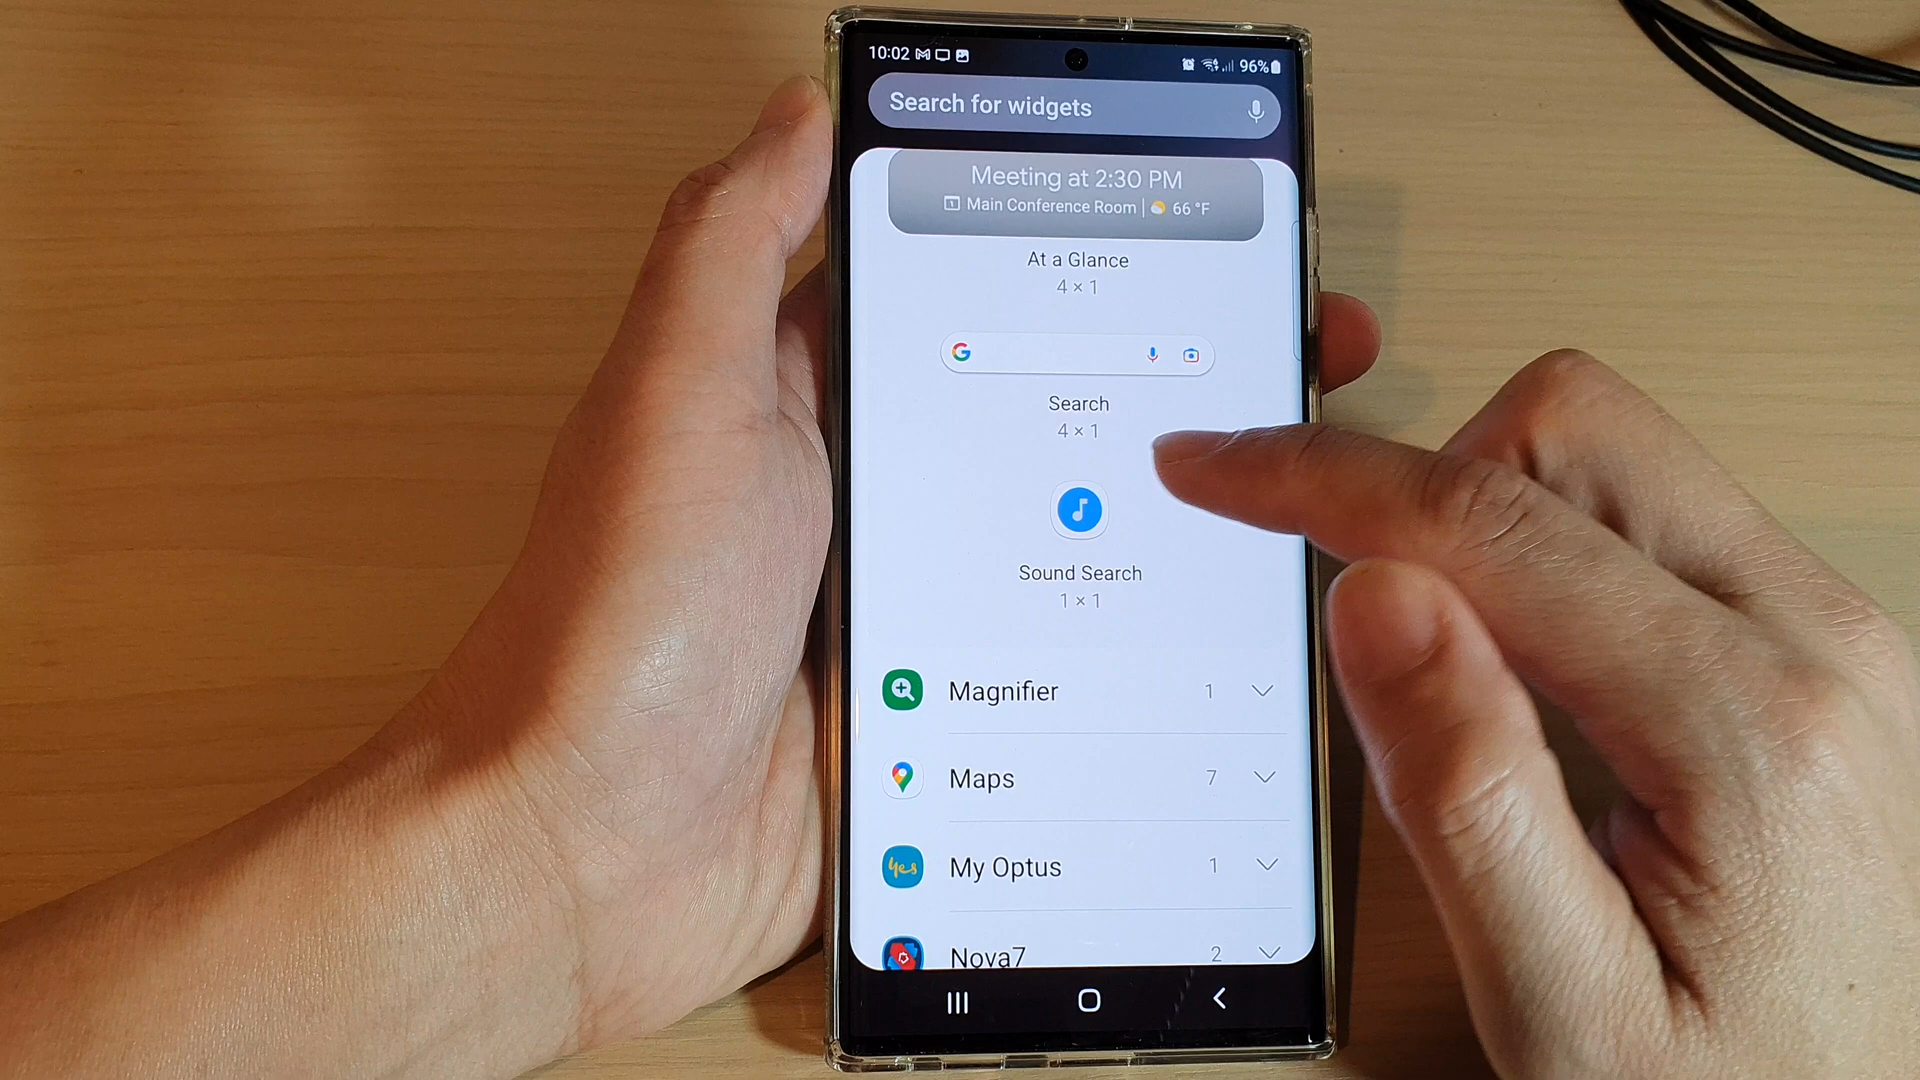 10:02
96%
Search for widgets
Meeting at 2:30 PM
Main Conference Room | 66 °F
At a Glance
4 × 1
G
Search
4 × 1
Sound Search
1 × 1
Magnifier 1
Maps 7
yes My Optus 1
Nova7 2